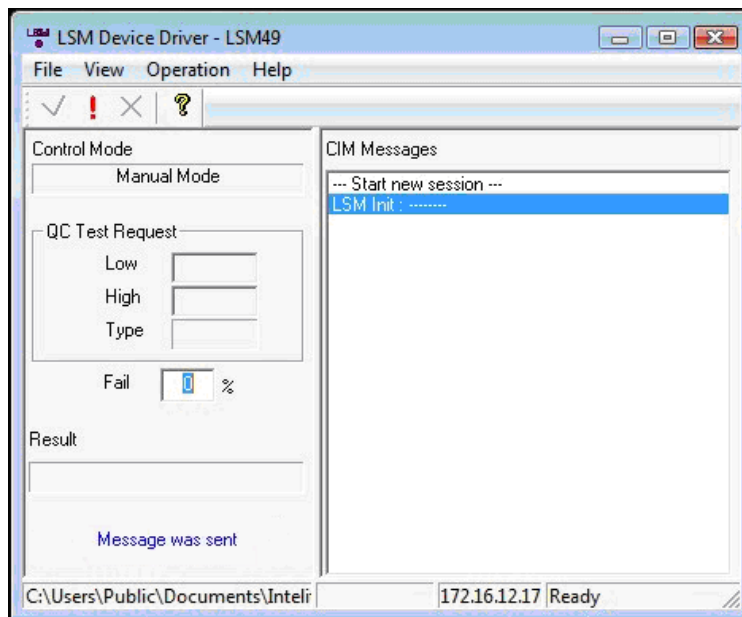 LSM Device Driver - LSM49
File View Operation Help
Control Mode
Manual Mode
QC Test Request
Low
High
Type
Fail 0 %
Result
Message was sent
CIM Messages
--- Start new session ---
LSM Init : --------
C:\Users\Public\Documents\Intelir 172.16.12.17 Ready